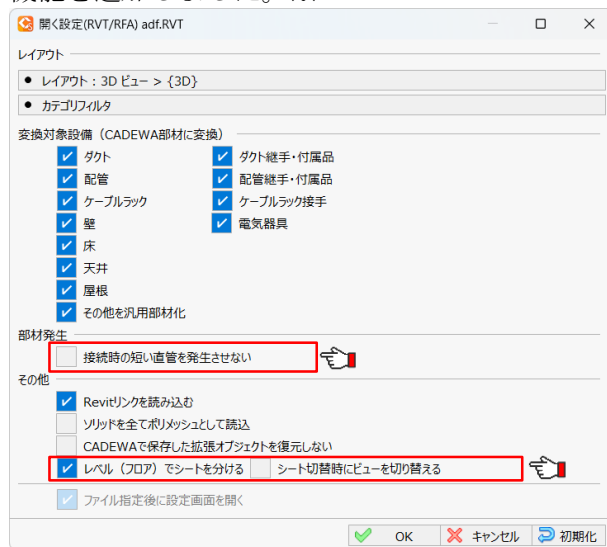 開く設定(RVT/RFA) adf.RVT
レイアウト
● レイアウト : 3D ビュー > {3D}
● カテゴリフィルタ
変換対象設備（CADEWA部材に変換）
ダクト ダクト継手・付属品
配管 配管継手・付属品
ケーブルラック ケーブルラック接手
壁 電気器具
床
天井
屋根
その他を汎用部材化
部材発生
接続時の短い直管を発生させない
その他
Revitリンクを読み込む
ソリッドを全てポリメッシュとして読込
CADEWAで保存した拡張オブジェクトを復元しない
レベル（フロア）でシートを分ける シート切替時にビューを切り替える
ファイル指定後に設定画面を開く
OK キャンセル 初期化